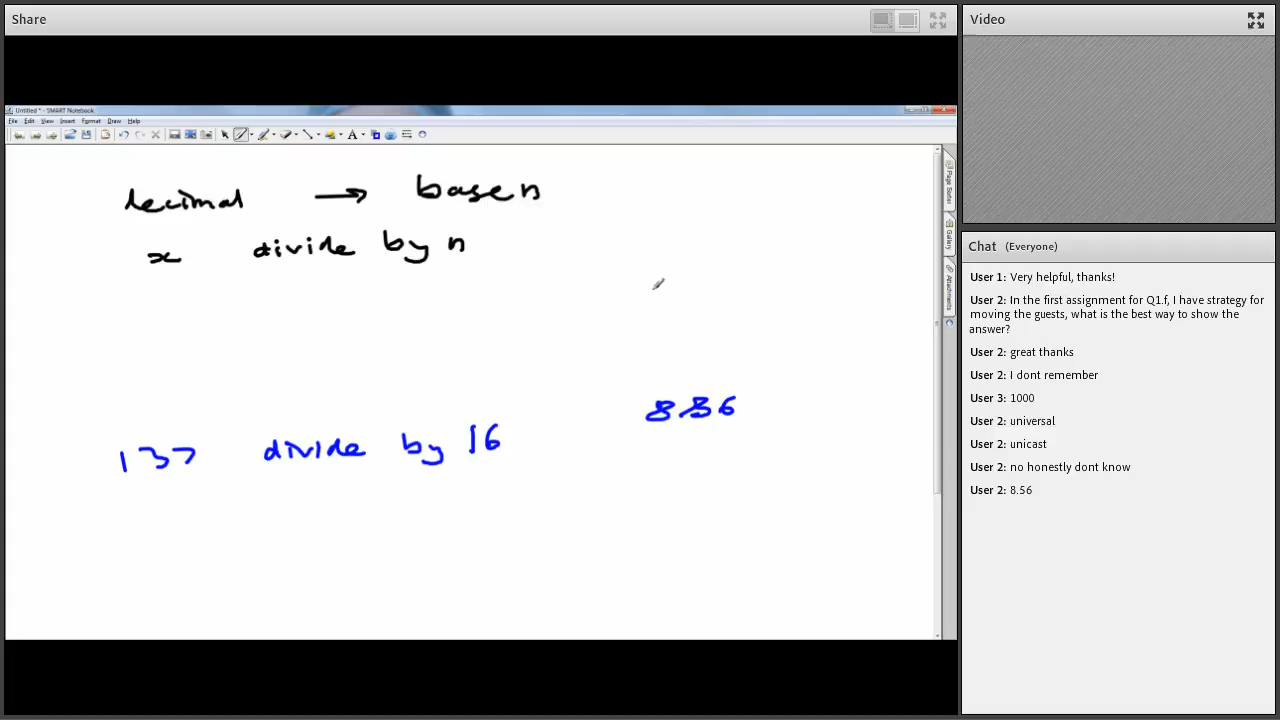 Share
Untitled * - SMART Notebook
File Edit View Insert Format Draw Help
decimal → base n
x divide by n
8.56
137 divide by 16
Page Sorter
Gallery
Attachments
Video
Chat (Everyone)
User 1: Very helpful, thanks!
User 2: In the first assignment for Q1.f, I have strategy for
moving the guests, what is the best way to show the
answer?
User 2: great thanks
User 2: I dont remember
User 3: 1000
User 2: universal
User 2: unicast
User 2: no honestly dont know
User 2: 8.56